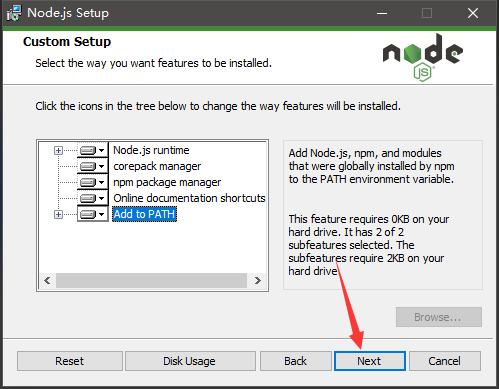 Node.js Setup
Custom Setup
Select the way you want features to be installed.
node
JS
Click the icons in the tree below to change the way features will be installed.
Node.js runtime
corepack manager
npm package manager
Online documentation shortcuts
Add to PATH
Add Node.js, npm, and modules
that were globally installed by npm
to the PATH environment variable.
This feature requires 0KB on your
hard drive. It has 2 of 2
subfeatures selected. The
subfeatures require 2KB on your
hard drive.
Browse...
Reset
Disk Usage
Back
Next
Cancel